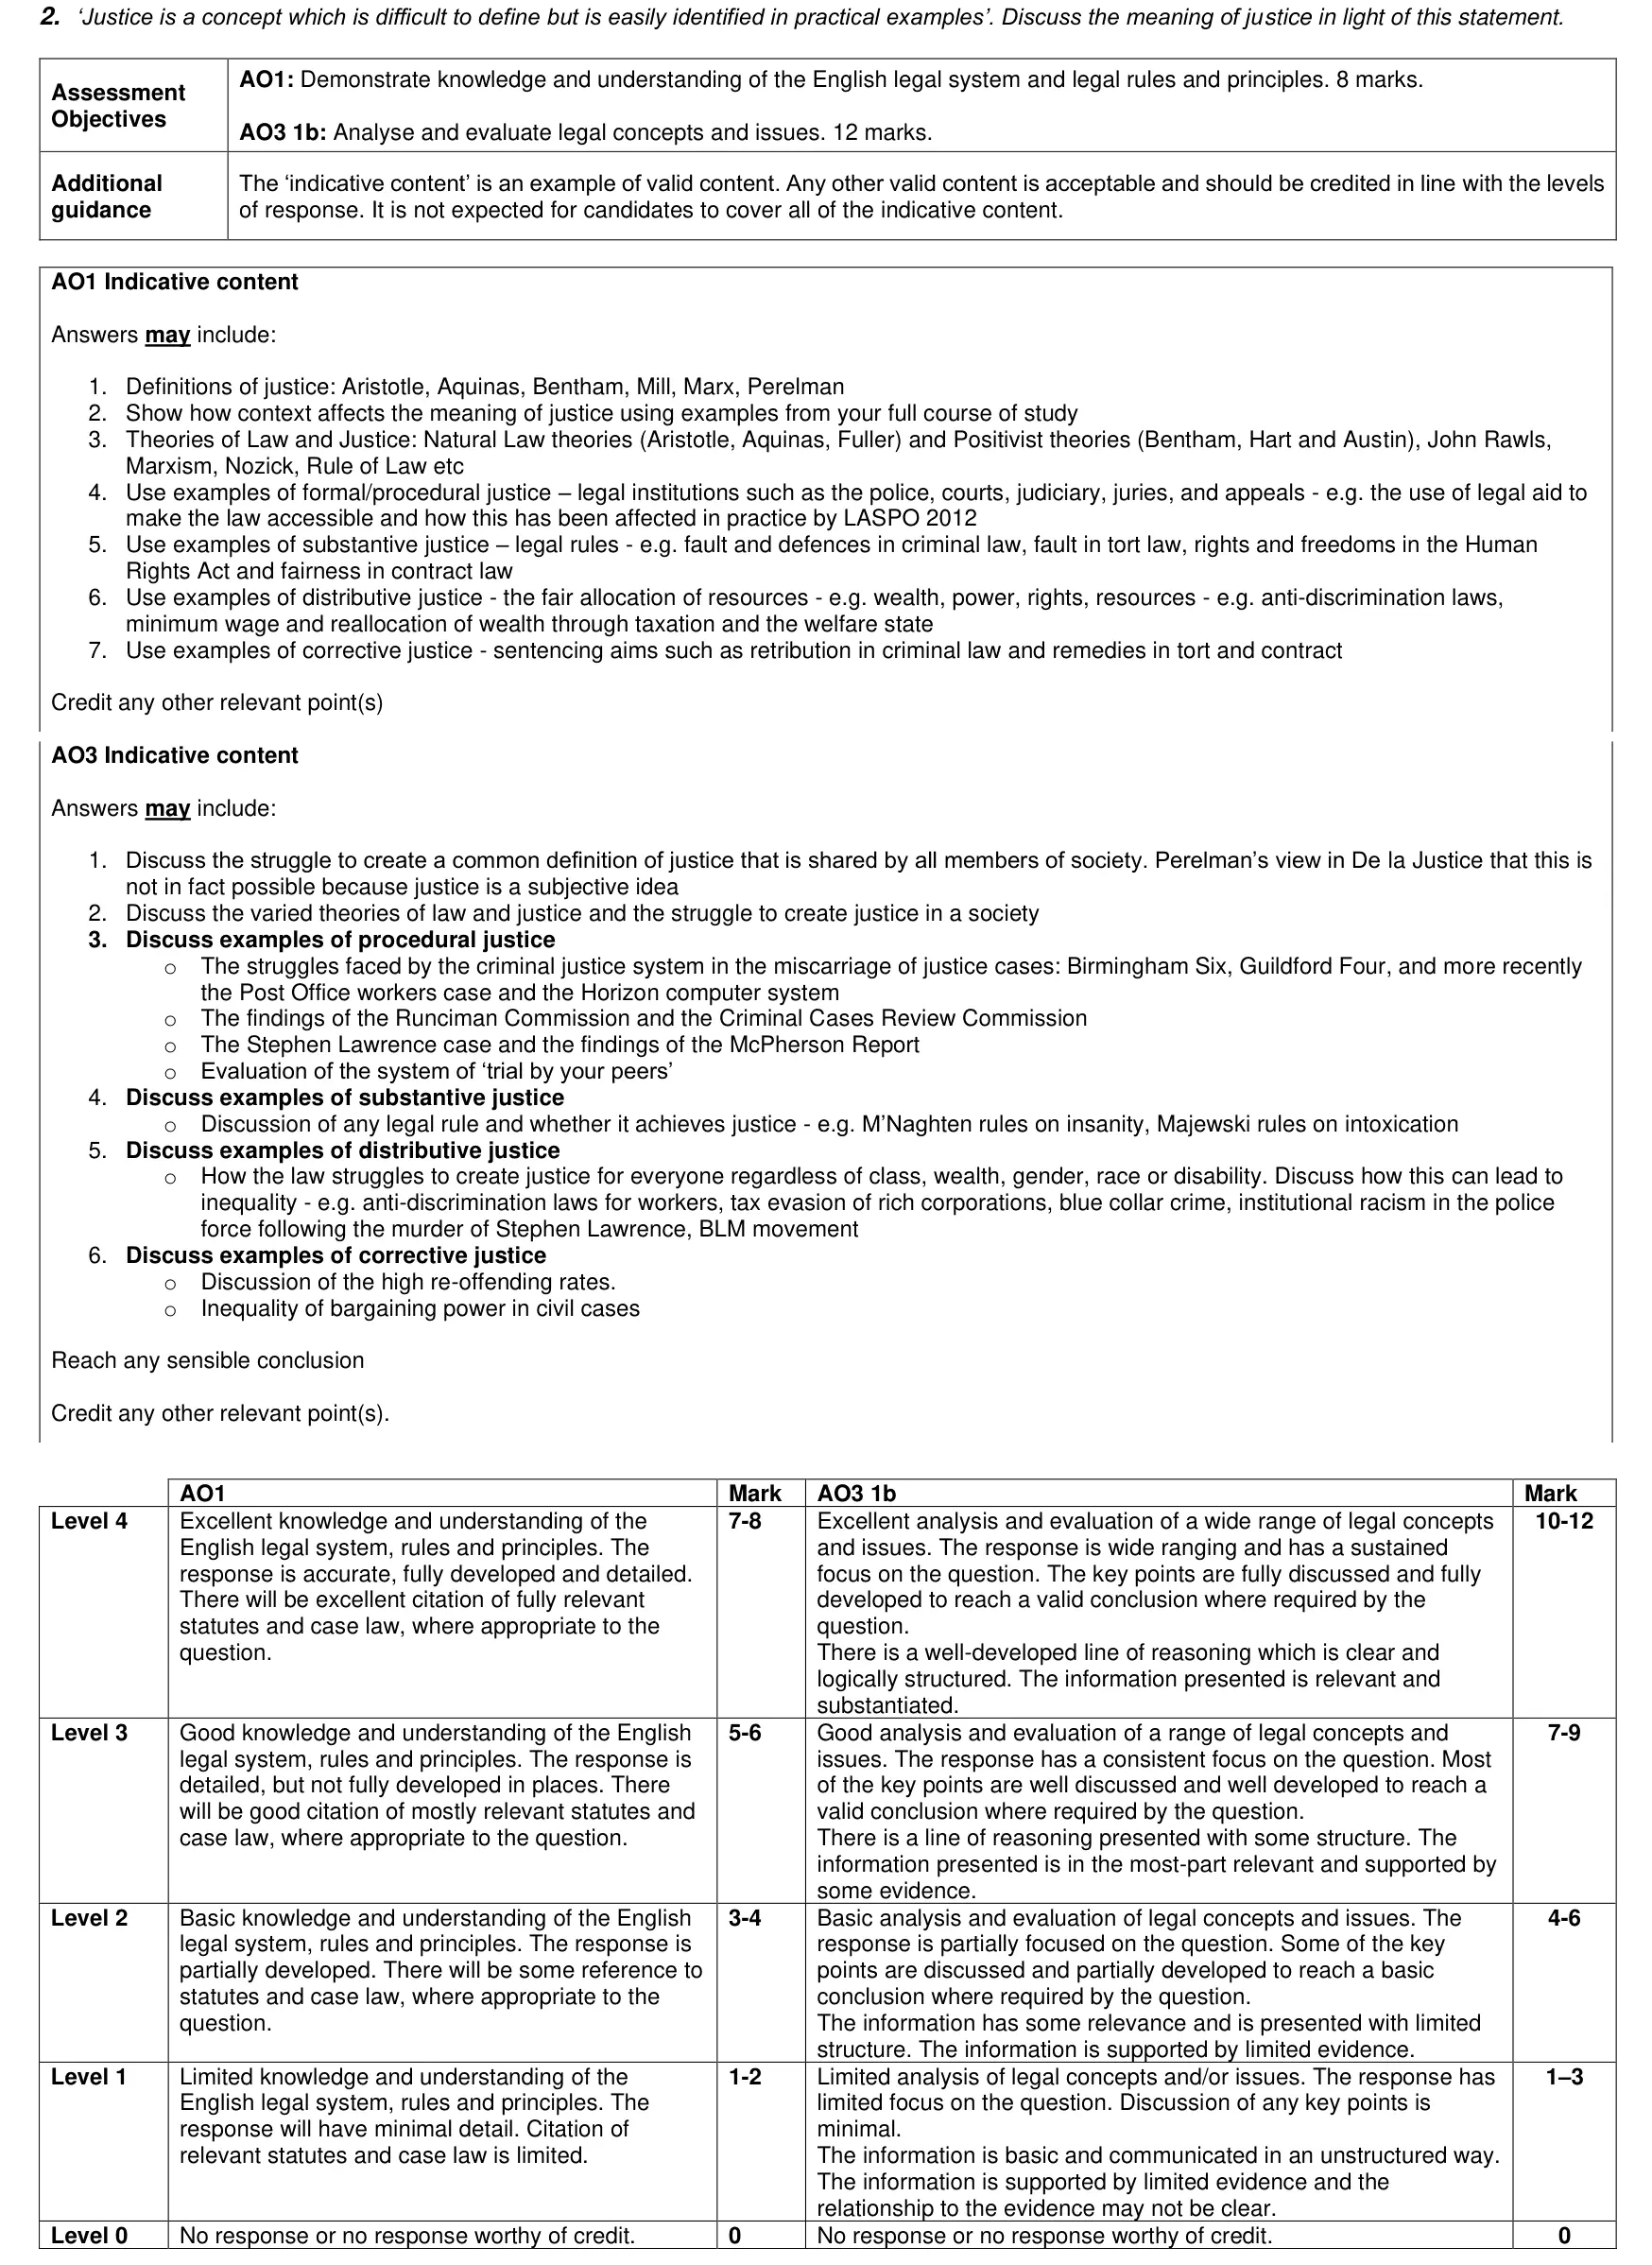 2. ‘Justice is a concept which is difficult to define but is easily identified in practical examples’. Discuss the meaning of justice in light of this statement.
Assessment
Objectives
AO1: Demonstrate knowledge and understanding of the English legal system and legal rules and principles. 8 marks.
AO3 1b: Analyse and evaluate legal concepts and issues. 12 marks.
Additional
guidance
The ‘indicative content’ is an example of valid content. Any other valid content is acceptable and should be credited in line with the levels
of response. It is not expected for candidates to cover all of the indicative content.
AO1 Indicative content
Answers may include:
1. Definitions of justice: Aristotle, Aquinas, Bentham, Mill, Marx, Perelman
2. Show how context affects the meaning of justice using examples from your full course of study
3. Theories of Law and Justice: Natural Law theories (Aristotle, Aquinas, Fuller) and Positivist theories (Bentham, Hart and Austin), John Rawls,
Marxism, Nozick, Rule of Law etc
4. Use examples of formal/procedural justice – legal institutions such as the police, courts, judiciary, juries, and appeals - e.g. the use of legal aid to
make the law accessible and how this has been affected in practice by LASPO 2012
5. Use examples of substantive justice – legal rules - e.g. fault and defences in criminal law, fault in tort law, rights and freedoms in the Human
Rights Act and fairness in contract law
6. Use examples of distributive justice - the fair allocation of resources - e.g. wealth, power, rights, resources - e.g. anti-discrimination laws,
minimum wage and reallocation of wealth through taxation and the welfare state
7. Use examples of corrective justice - sentencing aims such as retribution in criminal law and remedies in tort and contract
Credit any other relevant point(s)
AO3 Indicative content
Answers may include:
1. Discuss the struggle to create a common definition of justice that is shared by all members of society. Perelman’s view in De la Justice that this is
not in fact possible because justice is a subjective idea
2. Discuss the varied theories of law and justice and the struggle to create justice in a society
3. Discuss examples of procedural justice
o The struggles faced by the criminal justice system in the miscarriage of justice cases: Birmingham Six, Guildford Four, and more recently
the Post Office workers case and the Horizon computer system
o The findings of the Runciman Commission and the Criminal Cases Review Commission
o The Stephen Lawrence case and the findings of the McPherson Report
o Evaluation of the system of ‘trial by your peers’
4. Discuss examples of substantive justice
o Discussion of any legal rule and whether it achieves justice - e.g. M’Naghten rules on insanity, Majewski rules on intoxication
5. Discuss examples of distributive justice
o How the law struggles to create justice for everyone regardless of class, wealth, gender, race or disability. Discuss how this can lead to
inequality - e.g. anti-discrimination laws for workers, tax evasion of rich corporations, blue collar crime, institutional racism in the police
force following the murder of Stephen Lawrence, BLM movement
6. Discuss examples of corrective justice
o Discussion of the high re-offending rates.
o Inequality of bargaining power in civil cases
Reach any sensible conclusion
Credit any other relevant point(s).
AO1 Mark AO3 1b Mark
Level 4
Excellent knowledge and understanding of the
English legal system, rules and principles. The
response is accurate, fully developed and detailed.
There will be excellent citation of fully relevant
statutes and case law, where appropriate to the
question.
7-8
Excellent analysis and evaluation of a wide range of legal concepts
and issues. The response is wide ranging and has a sustained
focus on the question. The key points are fully discussed and fully
developed to reach a valid conclusion where required by the
question.
There is a well-developed line of reasoning which is clear and
logically structured. The information presented is relevant and
substantiated.
10-12
Level 3
Good knowledge and understanding of the English
legal system, rules and principles. The response is
detailed, but not fully developed in places. There
will be good citation of mostly relevant statutes and
case law, where appropriate to the question.
5-6
Good analysis and evaluation of a range of legal concepts and
issues. The response has a consistent focus on the question. Most
of the key points are well discussed and well developed to reach a
valid conclusion where required by the question.
There is a line of reasoning presented with some structure. The
information presented is in the most-part relevant and supported by
some evidence.
7-9
Level 2
Basic knowledge and understanding of the English
legal system, rules and principles. The response is
partially developed. There will be some reference to
statutes and case law, where appropriate to the
question.
3-4
Basic analysis and evaluation of legal concepts and issues. The
response is partially focused on the question. Some of the key
points are discussed and partially developed to reach a basic
conclusion where required by the question.
The information has some relevance and is presented with limited
structure. The information is supported by limited evidence.
4-6
Level 1
Limited knowledge and understanding of the
English legal system, rules and principles. The
response will have minimal detail. Citation of
relevant statutes and case law is limited.
1-2
Limited analysis of legal concepts and/or issues. The response has
limited focus on the question. Discussion of any key points is
minimal.
The information is basic and communicated in an unstructured way.
The information is supported by limited evidence and the
relationship to the evidence may not be clear.
1–3
Level 0
No response or no response worthy of credit.
0
No response or no response worthy of credit.
0